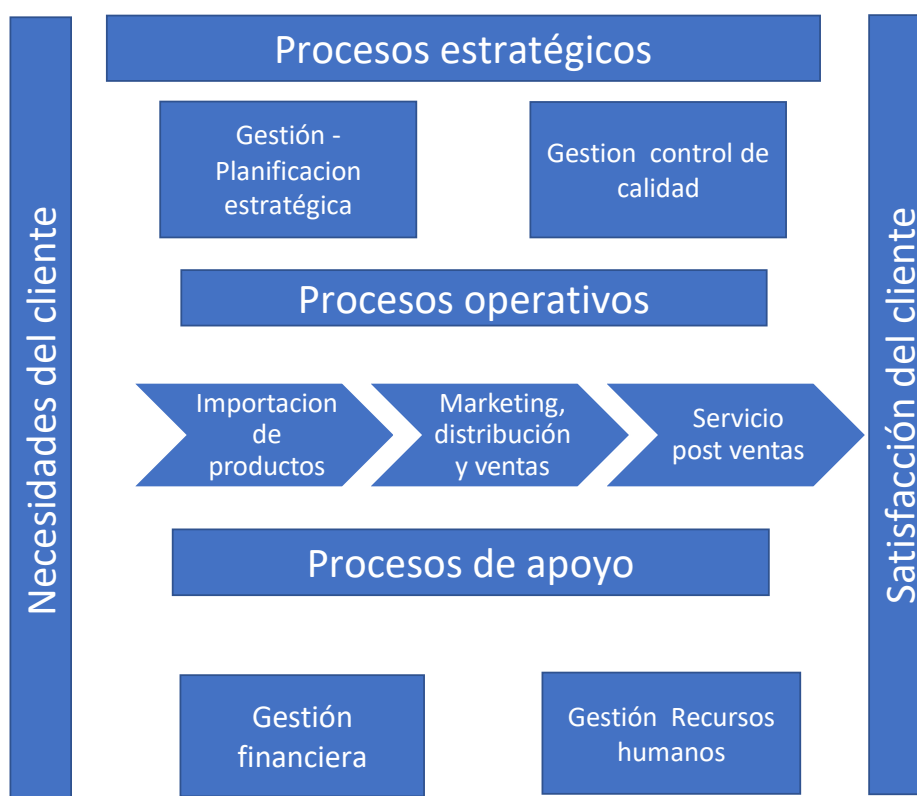 Procesos estratégicos
Gestión -
Planificacion
estratégica
Gestion control de
calidad
Procesos operativos
Importacion
de
productos
Marketing,
distribución
y ventas
Servicio
post ventas
Procesos de apoyo
Gestión
financiera
Gestión Recursos
humanos
Necesidades del cliente
Satisfacción del cliente